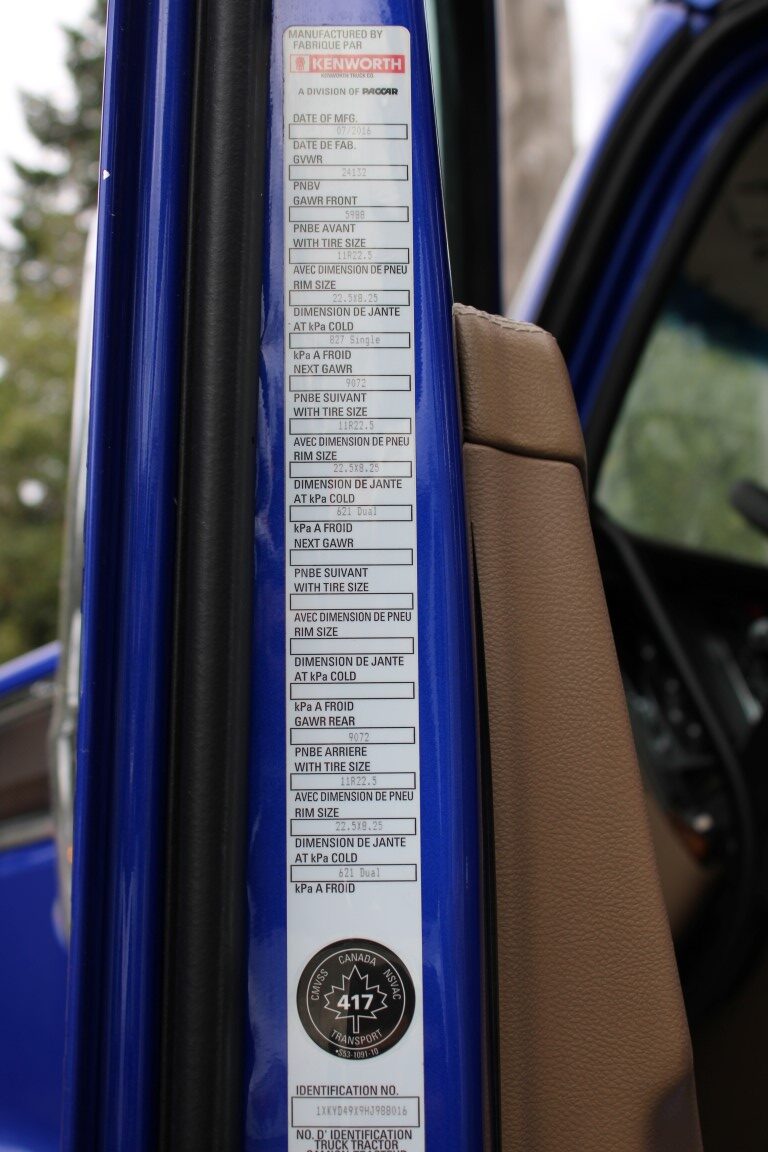 MANUFACTURED BY
FABRIQUE PAR
KENWORTH
KENWORTH TRUCK CO.
A DIVISION OF PACCAR
DATE OF MFG.
07/2016
DATE DE FAB.
GVWR
24132
PNBV
GAWR FRONT
5988
PNBE AVANT
WITH TIRE SIZE
11R22.5
AVEC DIMENSION DE PNEU
RIM SIZE
22.5X8.25
DIMENSION DE JANTE
AT kPa COLD
827 Single
kPa A FROID
NEXT GAWR
9072
PNBE SUIVANT
WITH TIRE SIZE
11R22.5
AVEC DIMENSION DE PNEU
RIM SIZE
22.5X8.25
DIMENSION DE JANTE
AT kPa COLD
621 Dual
kPa A FROID
NEXT GAWR
PNBE SUIVANT
WITH TIRE SIZE
AVEC DIMENSION DE PNEU
RIM SIZE
DIMENSION DE JANTE
AT kPa COLD
kPa A FROID
GAWR REAR
9072
PNBE ARRIERE
WITH TIRE SIZE
11R22.5
AVEC DIMENSION DE PNEU
RIM SIZE
22.5X8.25
DIMENSION DE JANTE
AT kPa COLD
621 Dual
kPa A FROID
CMVSS CANADA NSVAC
417
TRANSPORT
S53-1091-10
IDENTIFICATION NO.
1XKYD49X9HJ988016
NO. D' IDENTIFICATION
TRUCK TRACTOR